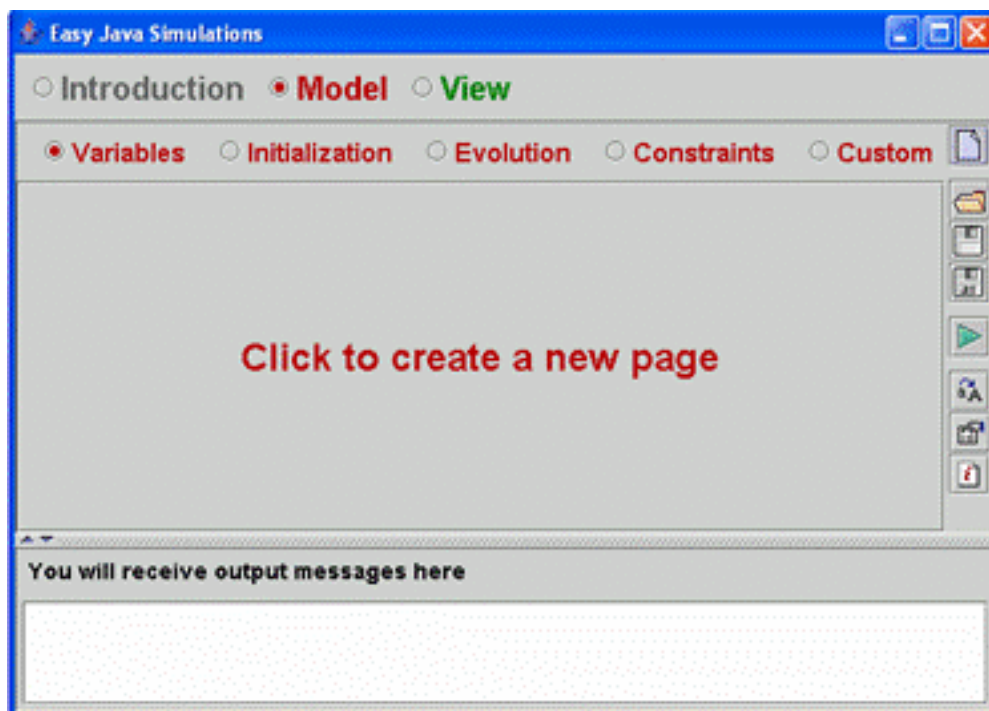 Easy Java Simulations
Introduction Model View
Variables Initialization Evolution Constraints Custom
Click to create a new page
You will receive output messages here